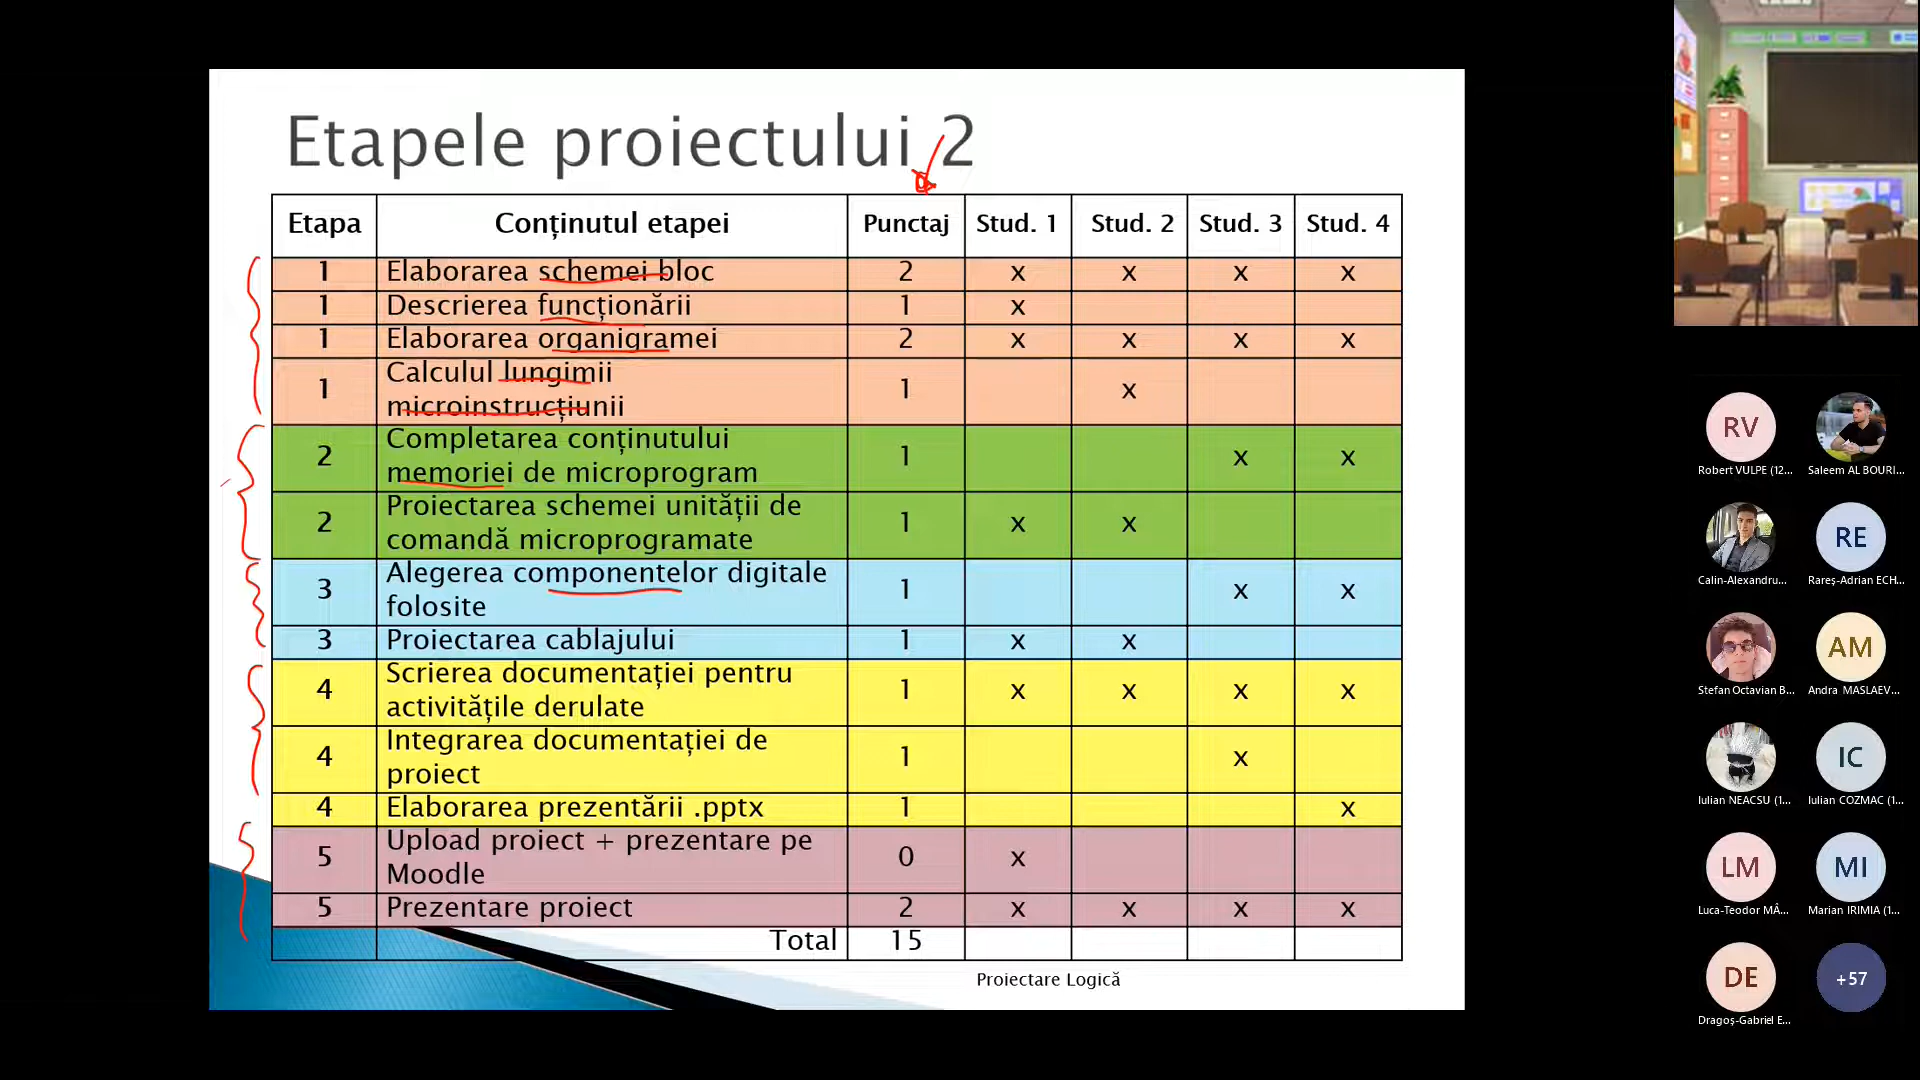 Etapele proiectului 2
Etapa Conținutul etapei Punctaj Stud. 1 Stud. 2 Stud. 3 Stud. 4
1 Elaborarea schemei bloc 2 x x x x
1 Descrierea funcționării 1 x
1 Elaborarea organigramei 2 x x x x
1 Calculul lungimii
microinstrucțiunii 1 x
2 Completarea conținutului
memoriei de microprogram 1 x x
2 Proiectarea schemei unității de
comandă microprogramate 1 x x
3 Alegerea componentelor digitale
folosite 1 x x
3 Proiectarea cablajului 1 x x
4 Scrierea documentației pentru
activitățile derulate 1 x x x x
4 Integrarea documentației de
proiect 1 x
4 Elaborarea prezentării .pptx 1 x
5 Upload proiect + prezentare pe
Moodle 0 x
5 Prezentare proiect 2 x x x x
Total 15
Proiectare Logică
RV
Robert VULPE (12... Saleem AL BOURI...
RE
Calin-Alexandru... Rareș-Adrian ECH...
AM
Stefan Octavian B... Andra MASLAEV...
IC
Iulian NEACSU (1... Iulian COZMAC (1...
LM MI
Luca-Teodor MÂ... Marian IRIMIA (1...
DE +57
Dragoș-Gabriel E...